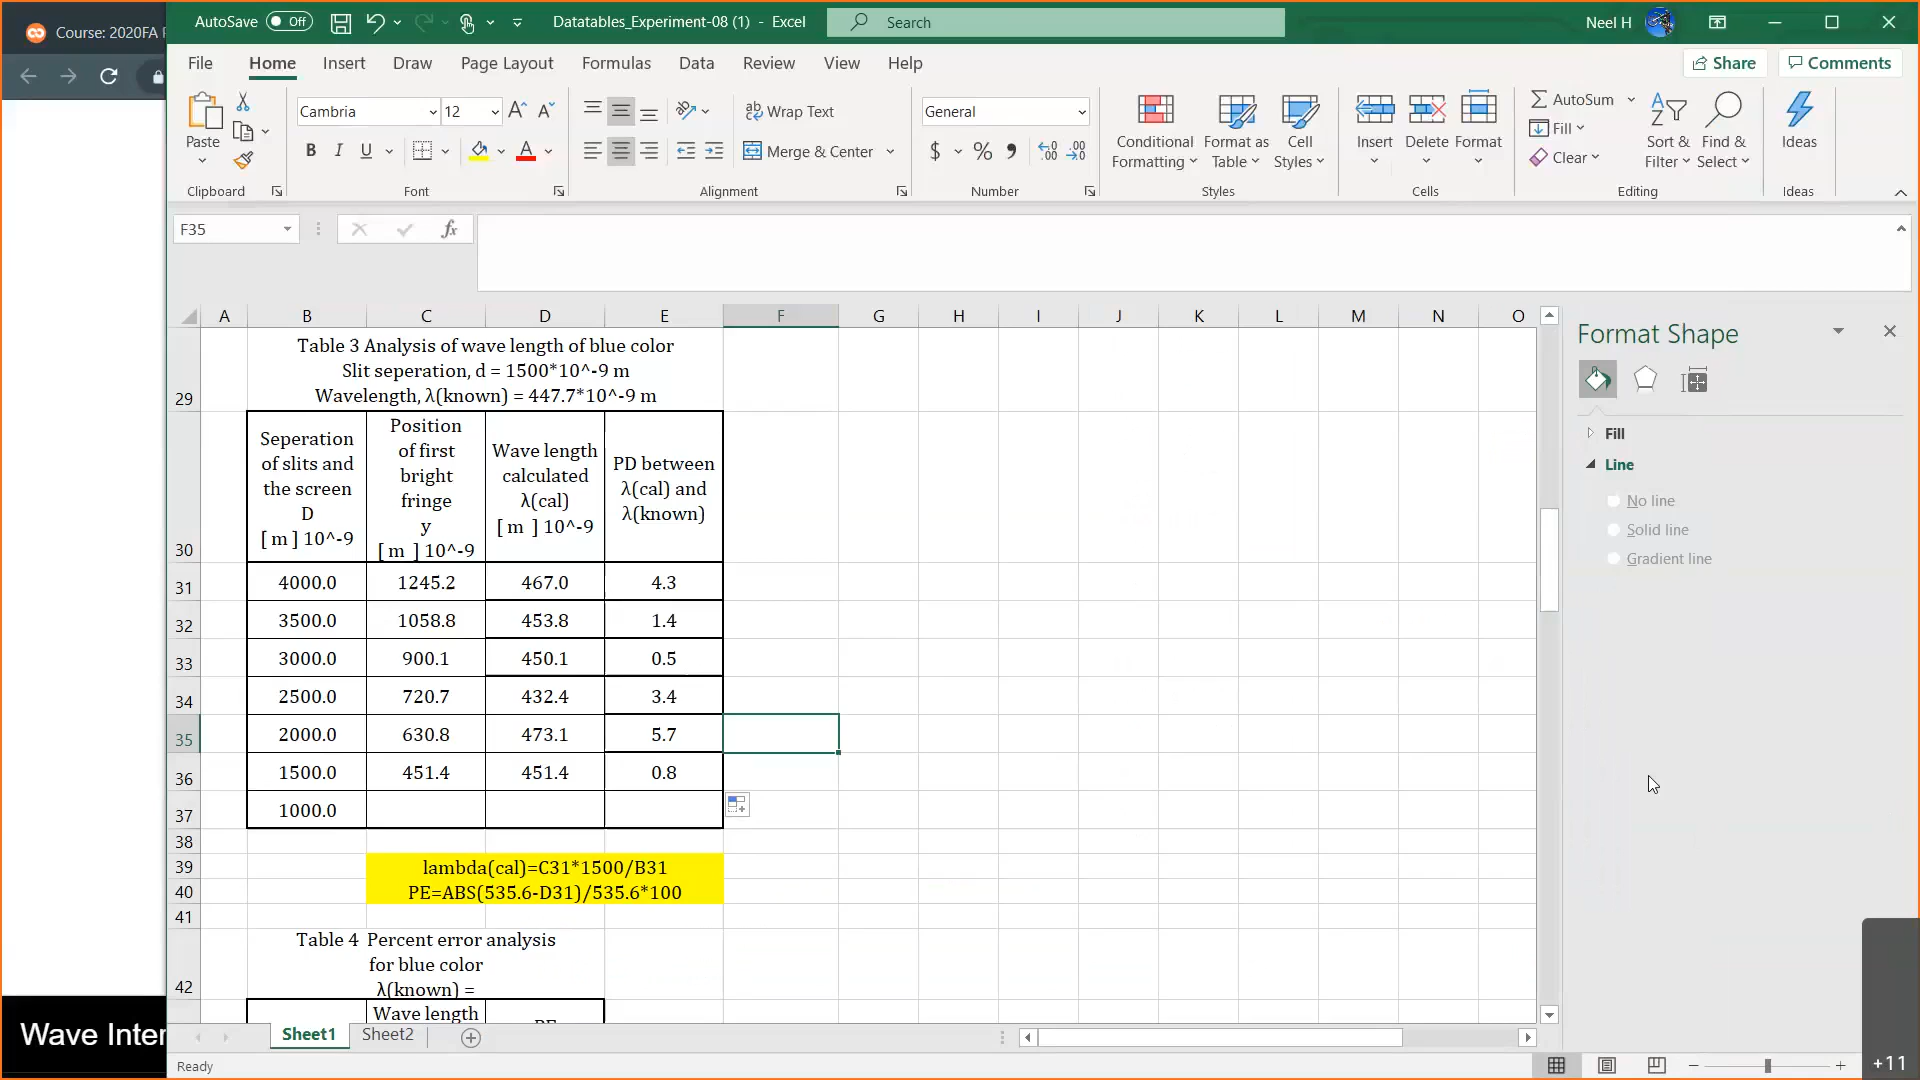 Course: 2020FA
AutoSave Off
Datatables_Experiment-08 (1) - Excel
Search
Neel H
File Home Insert Draw Page Layout Formulas Data Review View Help
Share
Comments
Paste
Clipboard
Cambria 12
B I U
Font
Wrap Text
Merge & Center
Alignment
General
$ % 9
Number
Conditional Formatting
Format as Table
Cell Styles
Styles
Insert Delete Format
Cells
AutoSum
Fill
Clear
Sort & Filter
Find & Select
Editing
Ideas
Ideas
F35
fx
A B C D E F G H I J K L M N O
Table 3 Analysis of wave length of blue color
Slit seperation, d = 1500*10^-9 m
29 Wavelength, λ(known) = 447.7*10^-9 m
Seperation of slits and the screen D [ m ] 10^-9
Position of first bright fringe y [ m ] 10^-9
Wave length calculated λ(cal) [ m ] 10^-9
PD between λ(cal) and λ(known)
30
31 4000.0 1245.2 467.0 4.3
32 3500.0 1058.8 453.8 1.4
33 3000.0 900.1 450.1 0.5
34 2500.0 720.7 432.4 3.4
35 2000.0 630.8 473.1 5.7
36 1500.0 451.4 451.4 0.8
37 1000.0
38
39 lambda(cal)=C31*1500/B31
40 PE=ABS(535.6-D31)/535.6*100
41
Table 4 Percent error analysis
for blue color
42 λ(known) =
Wave length
PE
Format Shape
Fill
Line
No line
Solid line
Gradient line
Wave Inter
Sheet1 Sheet2
Ready
+11